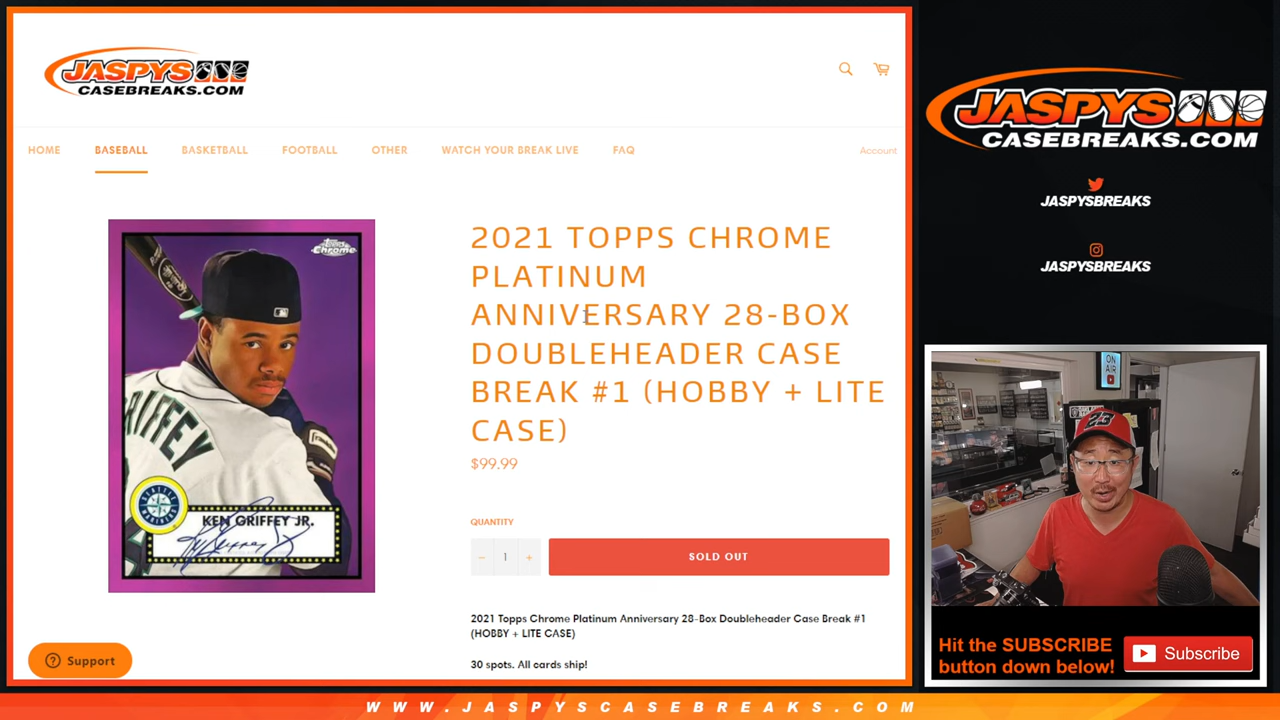 JASPYS
CASEBREAKS.COM
HOME
BASEBALL
BASKETBALL
FOOTBALL
OTHER
WATCH YOUR BREAK LIVE
FAQ
Account
Topps
Chrome
GRIFFEY
KEN GRIFFEY JR.
2021 TOPPS CHROME
PLATINUM
ANNIVERSARY 28-BOX
DOUBLEHEADER CASE
BREAK #1 (HOBBY + LITE
CASE)
$99.99
QUANTITY
− 1 +
SOLD OUT
2021 Topps Chrome Platinum Anniversary 28-Box Doubleheader Case Break #1
(HOBBY + LITE CASE)
30 spots. All cards ship!
Support
JASPYS
CASEBREAKS.COM
JASPYSBREAKS
JASPYSBREAKS
ON
AIR
23
Hit the SUBSCRIBE
button down below!
Subscribe
WWW.JASPYSCASEBREAKS.COM